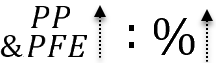 PP
&PFE ⇡ : % ⇡